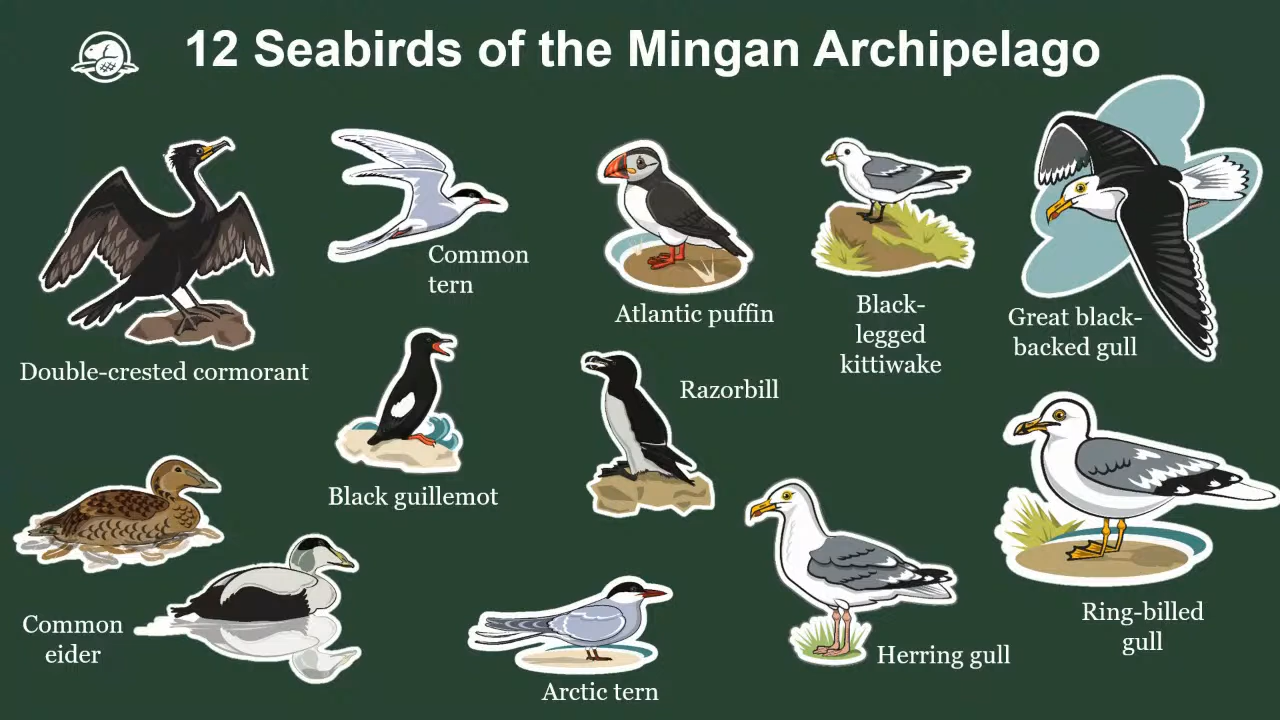 12 Seabirds of the Mingan Archipelago
Common
tern
Atlantic puffin
Black-
legged
kittiwake
Great black-
backed gull
Double-crested cormorant
Razorbill
Black guillemot
Common
eider
Arctic tern
Herring gull
Ring-billed
gull